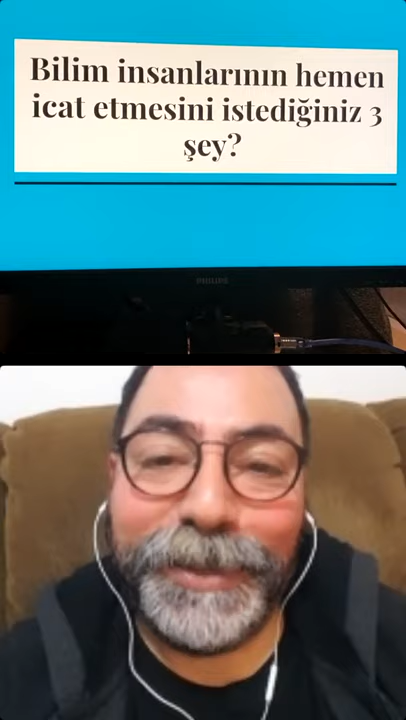 Bilim insanlarının hemen
icat etmesini istediğiniz 3
şey?
PHILIPS